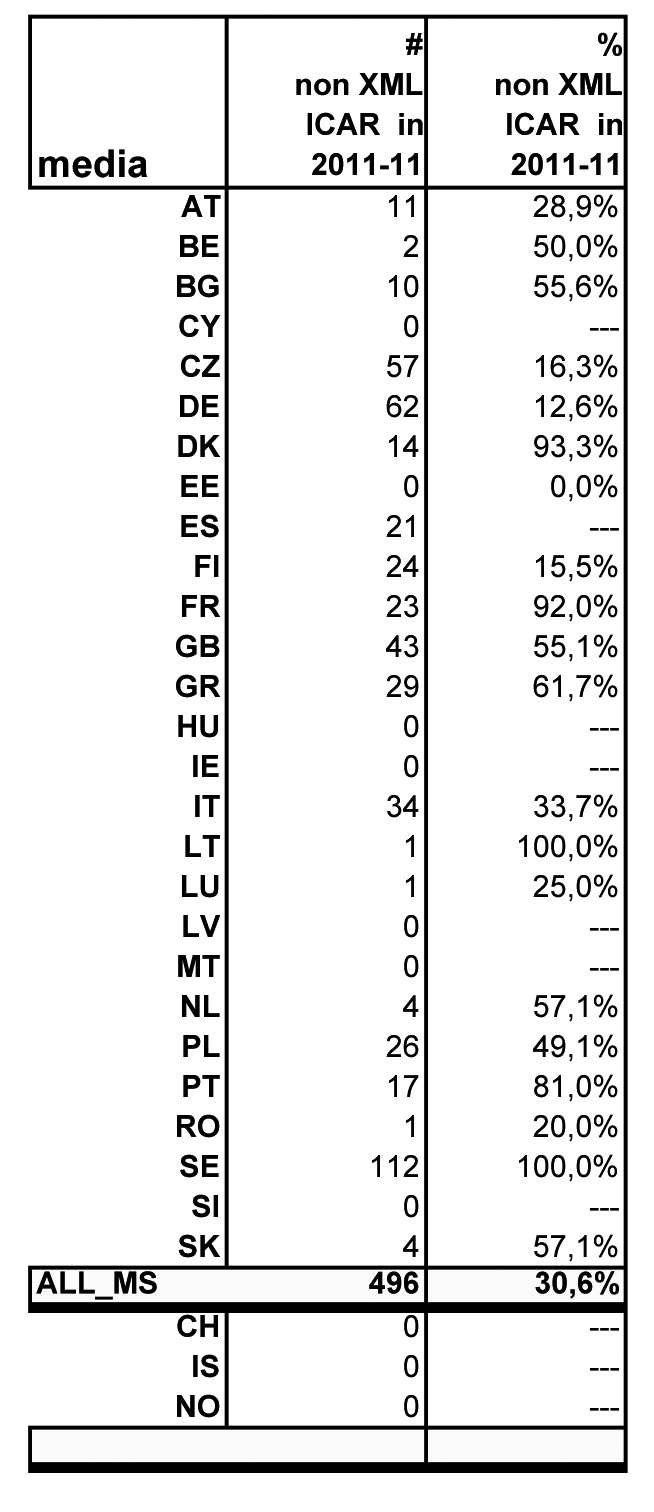 media # non XML ICAR in 2011-11 % non XML ICAR in 2011-11
AT 11 28,9%
BE 2 50,0%
BG 10 55,6%
CY 0 ---
CZ 57 16,3%
DE 62 12,6%
DK 14 93,3%
EE 0 0,0%
ES 21 ---
FI 24 15,5%
FR 23 92,0%
GB 43 55,1%
GR 29 61,7%
HU 0 ---
IE 0 ---
IT 34 33,7%
LT 1 100,0%
LU 1 25,0%
LV 0 ---
MT 0 ---
NL 4 57,1%
PL 26 49,1%
PT 17 81,0%
RO 1 20,0%
SE 112 100,0%
SI 0 ---
SK 4 57,1%
ALL_MS 496 30,6%
CH 0 ---
IS 0 ---
NO 0 ---